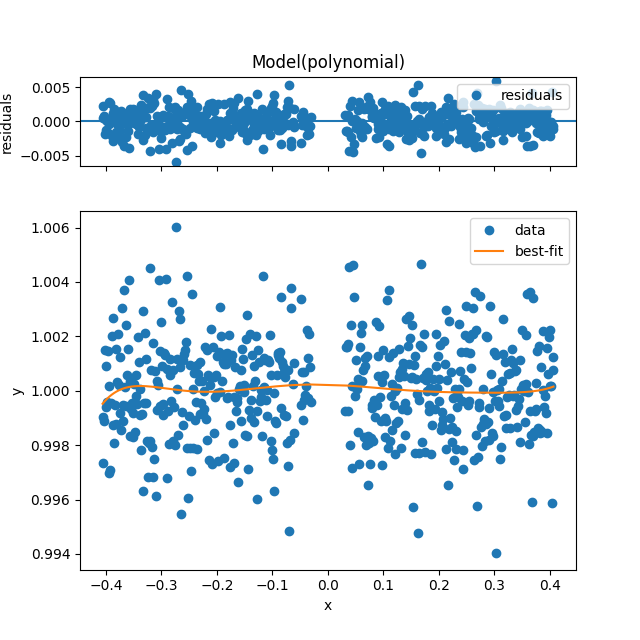 Model(polynomial)
0.005
0.000
−0.005
residuals
residuals
1.006
1.004
1.002
1.000
0.998
0.996
0.994
y
data
best-fit
−0.4 −0.3 −0.2 −0.1 0.0 0.1 0.2 0.3 0.4
x